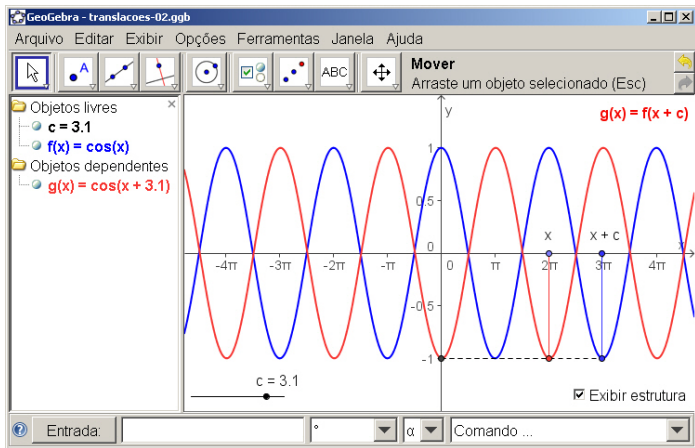 GeoGebra - translacoes-02.ggb
Arquivo Editar Exibir Opções Ferramentas Janela Ajuda
A
ABC
Mover
Arraste um objeto selecionado (Esc)
Objetos livres
c = 3.1
f(x) = cos(x)
Objetos dependentes
g(x) = cos(x + 3.1)
y
g(x) = f(x + c)
1
0.5
x x + c
0 x
-4π -3π -2π -π 0 π 2π 3π 4π
-0.5
-1
c = 3.1
Exibir estrutura
Entrada: ° α Comando ...